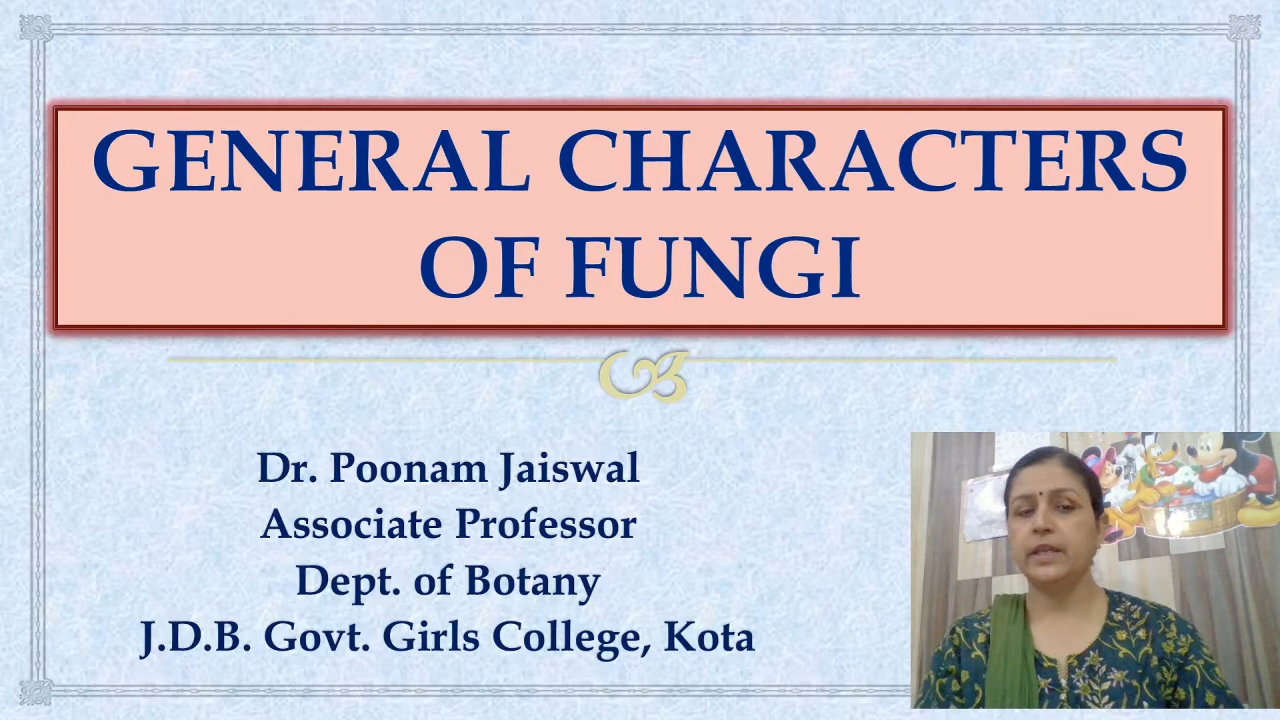 GENERAL CHARACTERS
OF FUNGI
Dr. Poonam Jaiswal
Associate Professor
Dept. of Botany
J.D.B. Govt. Girls College, Kota